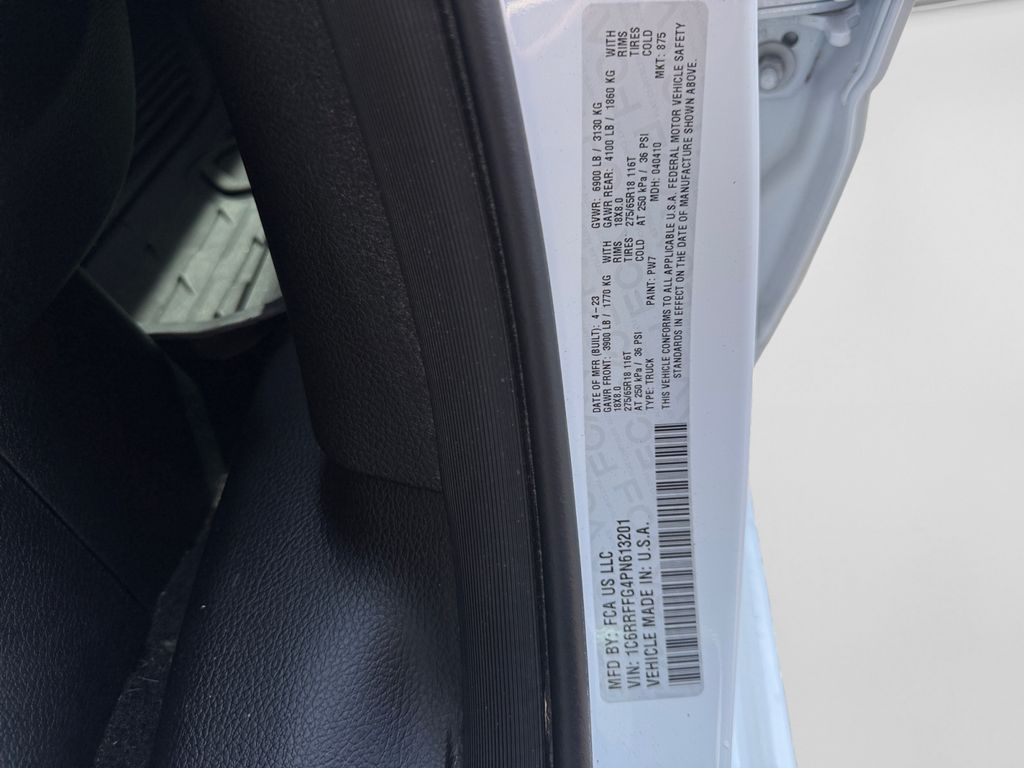 MFD BY: FCA US LLC
VIN: 1C6RRFFG4PN613201
VEHICLE MADE IN: U.S.A.
DATE OF MFR (BUILT): 4-23 GVWR: 6900 LB / 3130 KG
GAWR FRONT: 3900 LB / 1770 KG WITH GAWR REAR: 4100 LB / 1860 KG WITH
18X8.0 RIMS 18X8.0 RIMS
275/65R18 116T TIRES 275/65R18 116T TIRES
AT 250 kPa / 36 PSI COLD AT 250 kPa / 36 PSI COLD
TYPE: TRUCK PAINT: PW7 MDH: 040410 MKT: 875
THIS VEHICLE CONFORMS TO ALL APPLICABLE U.S.A. FEDERAL MOTOR VEHICLE SAFETY
STANDARDS IN EFFECT ON THE DATE OF MANUFACTURE SHOWN ABOVE.